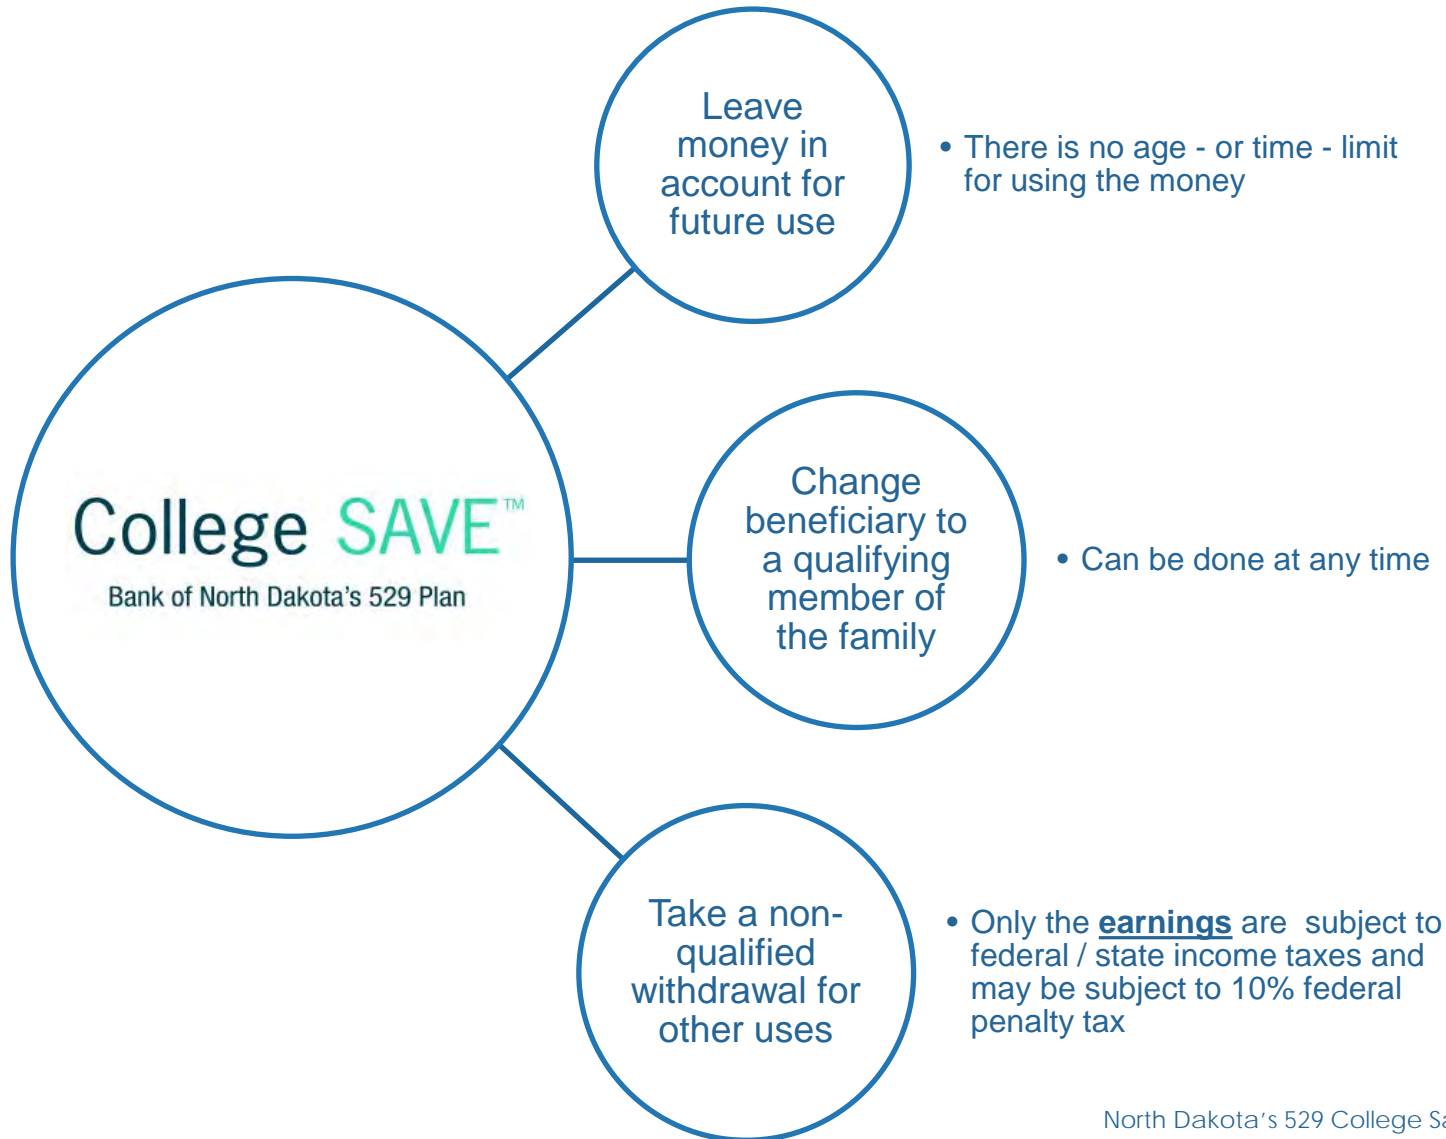 Leave
money in
account for
future use
• There is no age - or time - limit
for using the money
College SAVE™
Bank of North Dakota's 529 Plan
Change
beneficiary to
a qualifying
member of
the family
• Can be done at any time
Take a non-
qualified
withdrawal for
other uses
• Only the earnings are subject to
federal / state income taxes and
may be subject to 10% federal
penalty tax
North Dakota's 529 College Sa